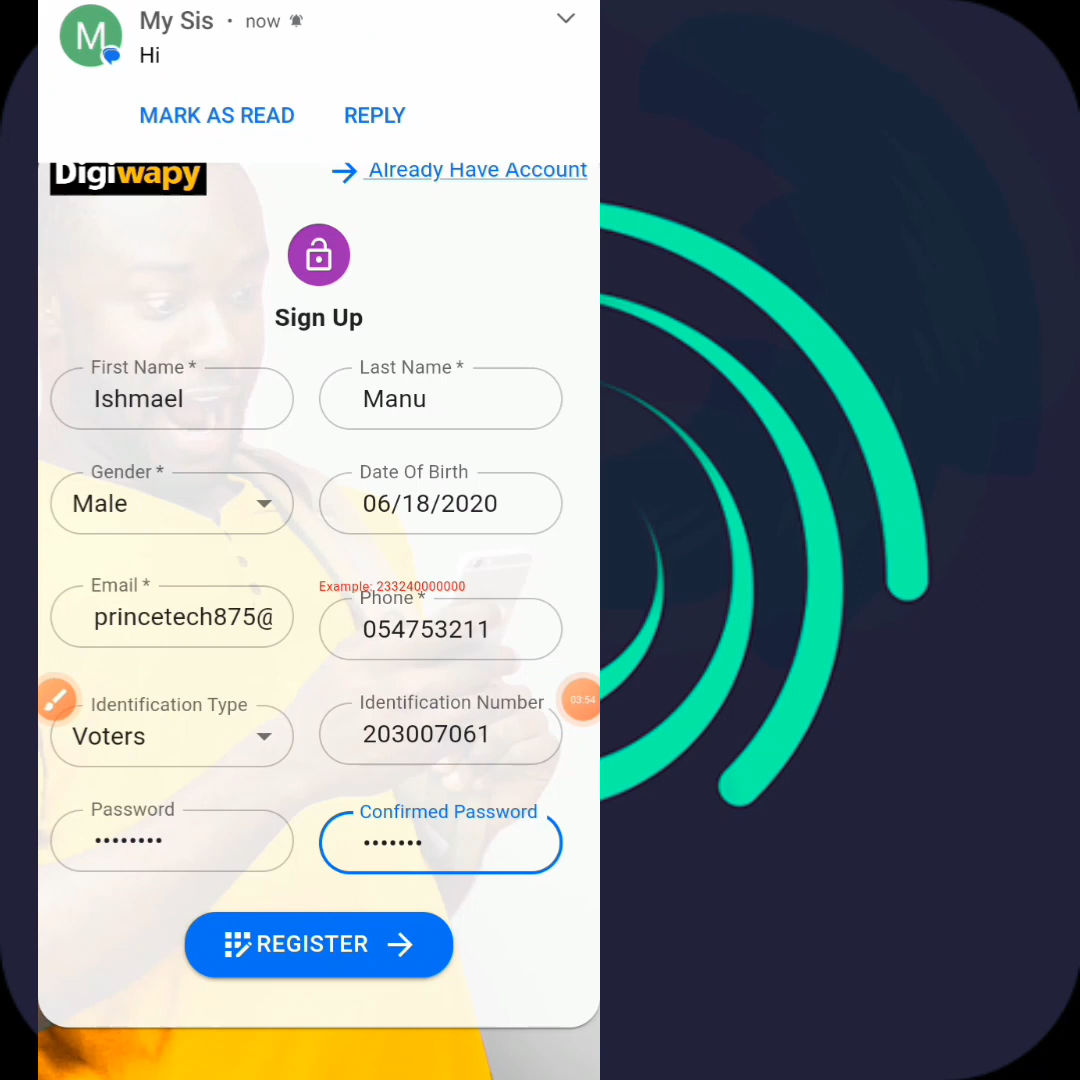 My Sis · now
Hi
MARK AS READ REPLY
Digiwapy
Already Have Account
Sign Up
First Name * Last Name *
Ishmael Manu
Gender * Date Of Birth
Male 06/18/2020
Email * Example: 233240000000
Phone *
princetech875@ 054753211
Identification Type Identification Number
Voters 203007061
03:54
Password Confirmed Password
•••••••• •••••••
REGISTER
M